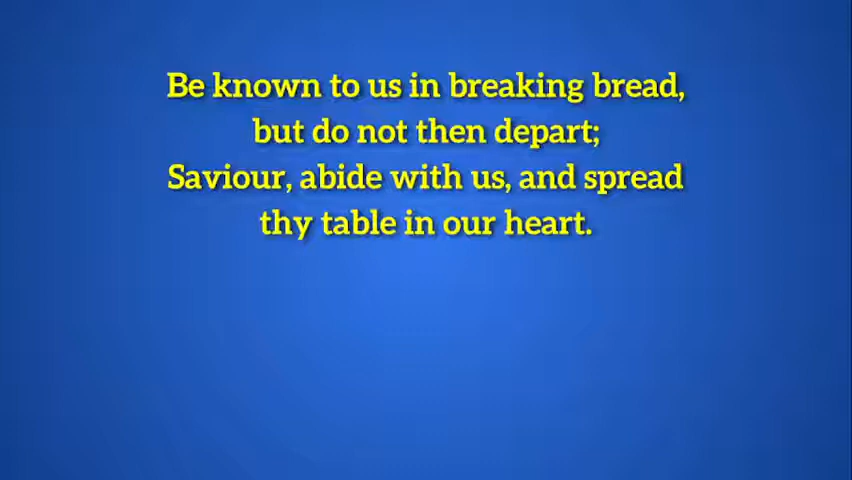 Be known to us in breaking bread,
but do not then depart;
Saviour, abide with us, and spread
thy table in our heart.